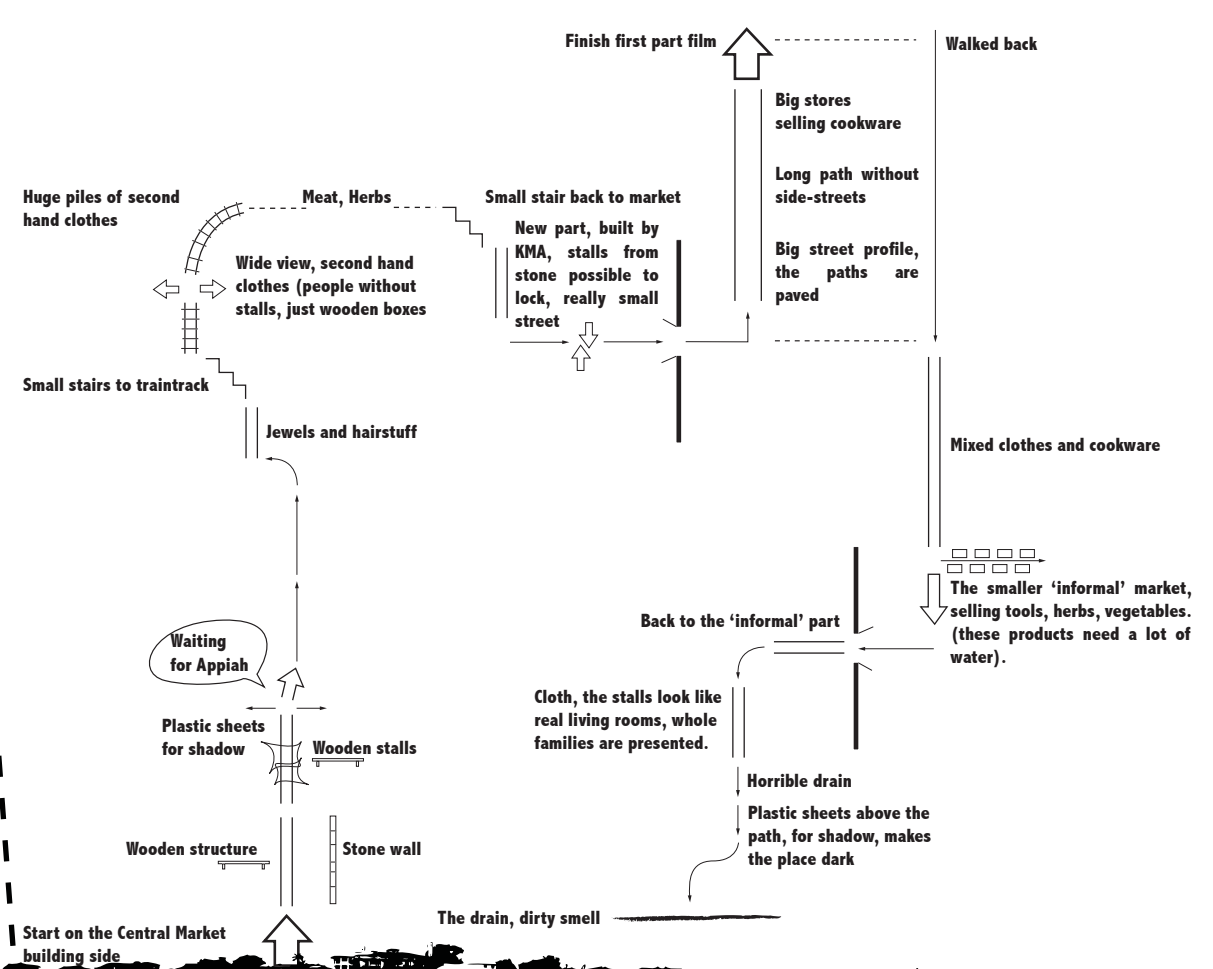 Finish first part film
Walked back
Big stores
selling cookware
Long path without
side-streets
Big street profile,
the paths are
paved
Huge piles of second
hand clothes
Meat, Herbs
Small stair back to market
New part, built by
KMA, stalls from
stone possible to
lock, really small
street
Wide view, second hand
clothes (people without
stalls, just wooden boxes
Small stairs to traintrack
Jewels and hairstuff
Mixed clothes and cookware
The smaller ‘informal’ market,
selling tools, herbs, vegetables.
(these products need a lot of
water).
Back to the ‘informal’ part
Waiting
for Appiah
Cloth, the stalls look like
real living rooms, whole
families are presented.
Plastic sheets
for shadow
Wooden stalls
Horrible drain
Plastic sheets above the
path, for shadow, makes
the place dark
Wooden structure
Stone wall
The drain, dirty smell
Start on the Central Market
building side